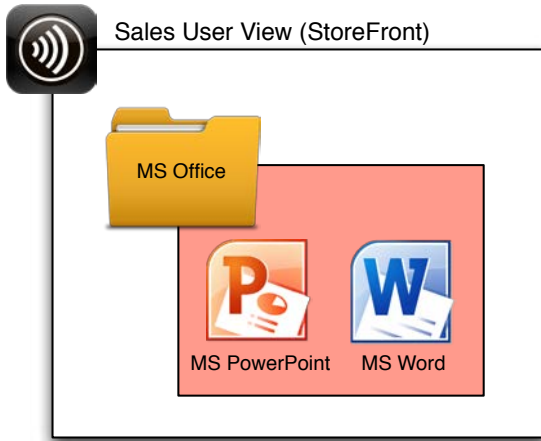 Sales User View (StoreFront)
MS Office
P
W
MS PowerPoint
MS Word